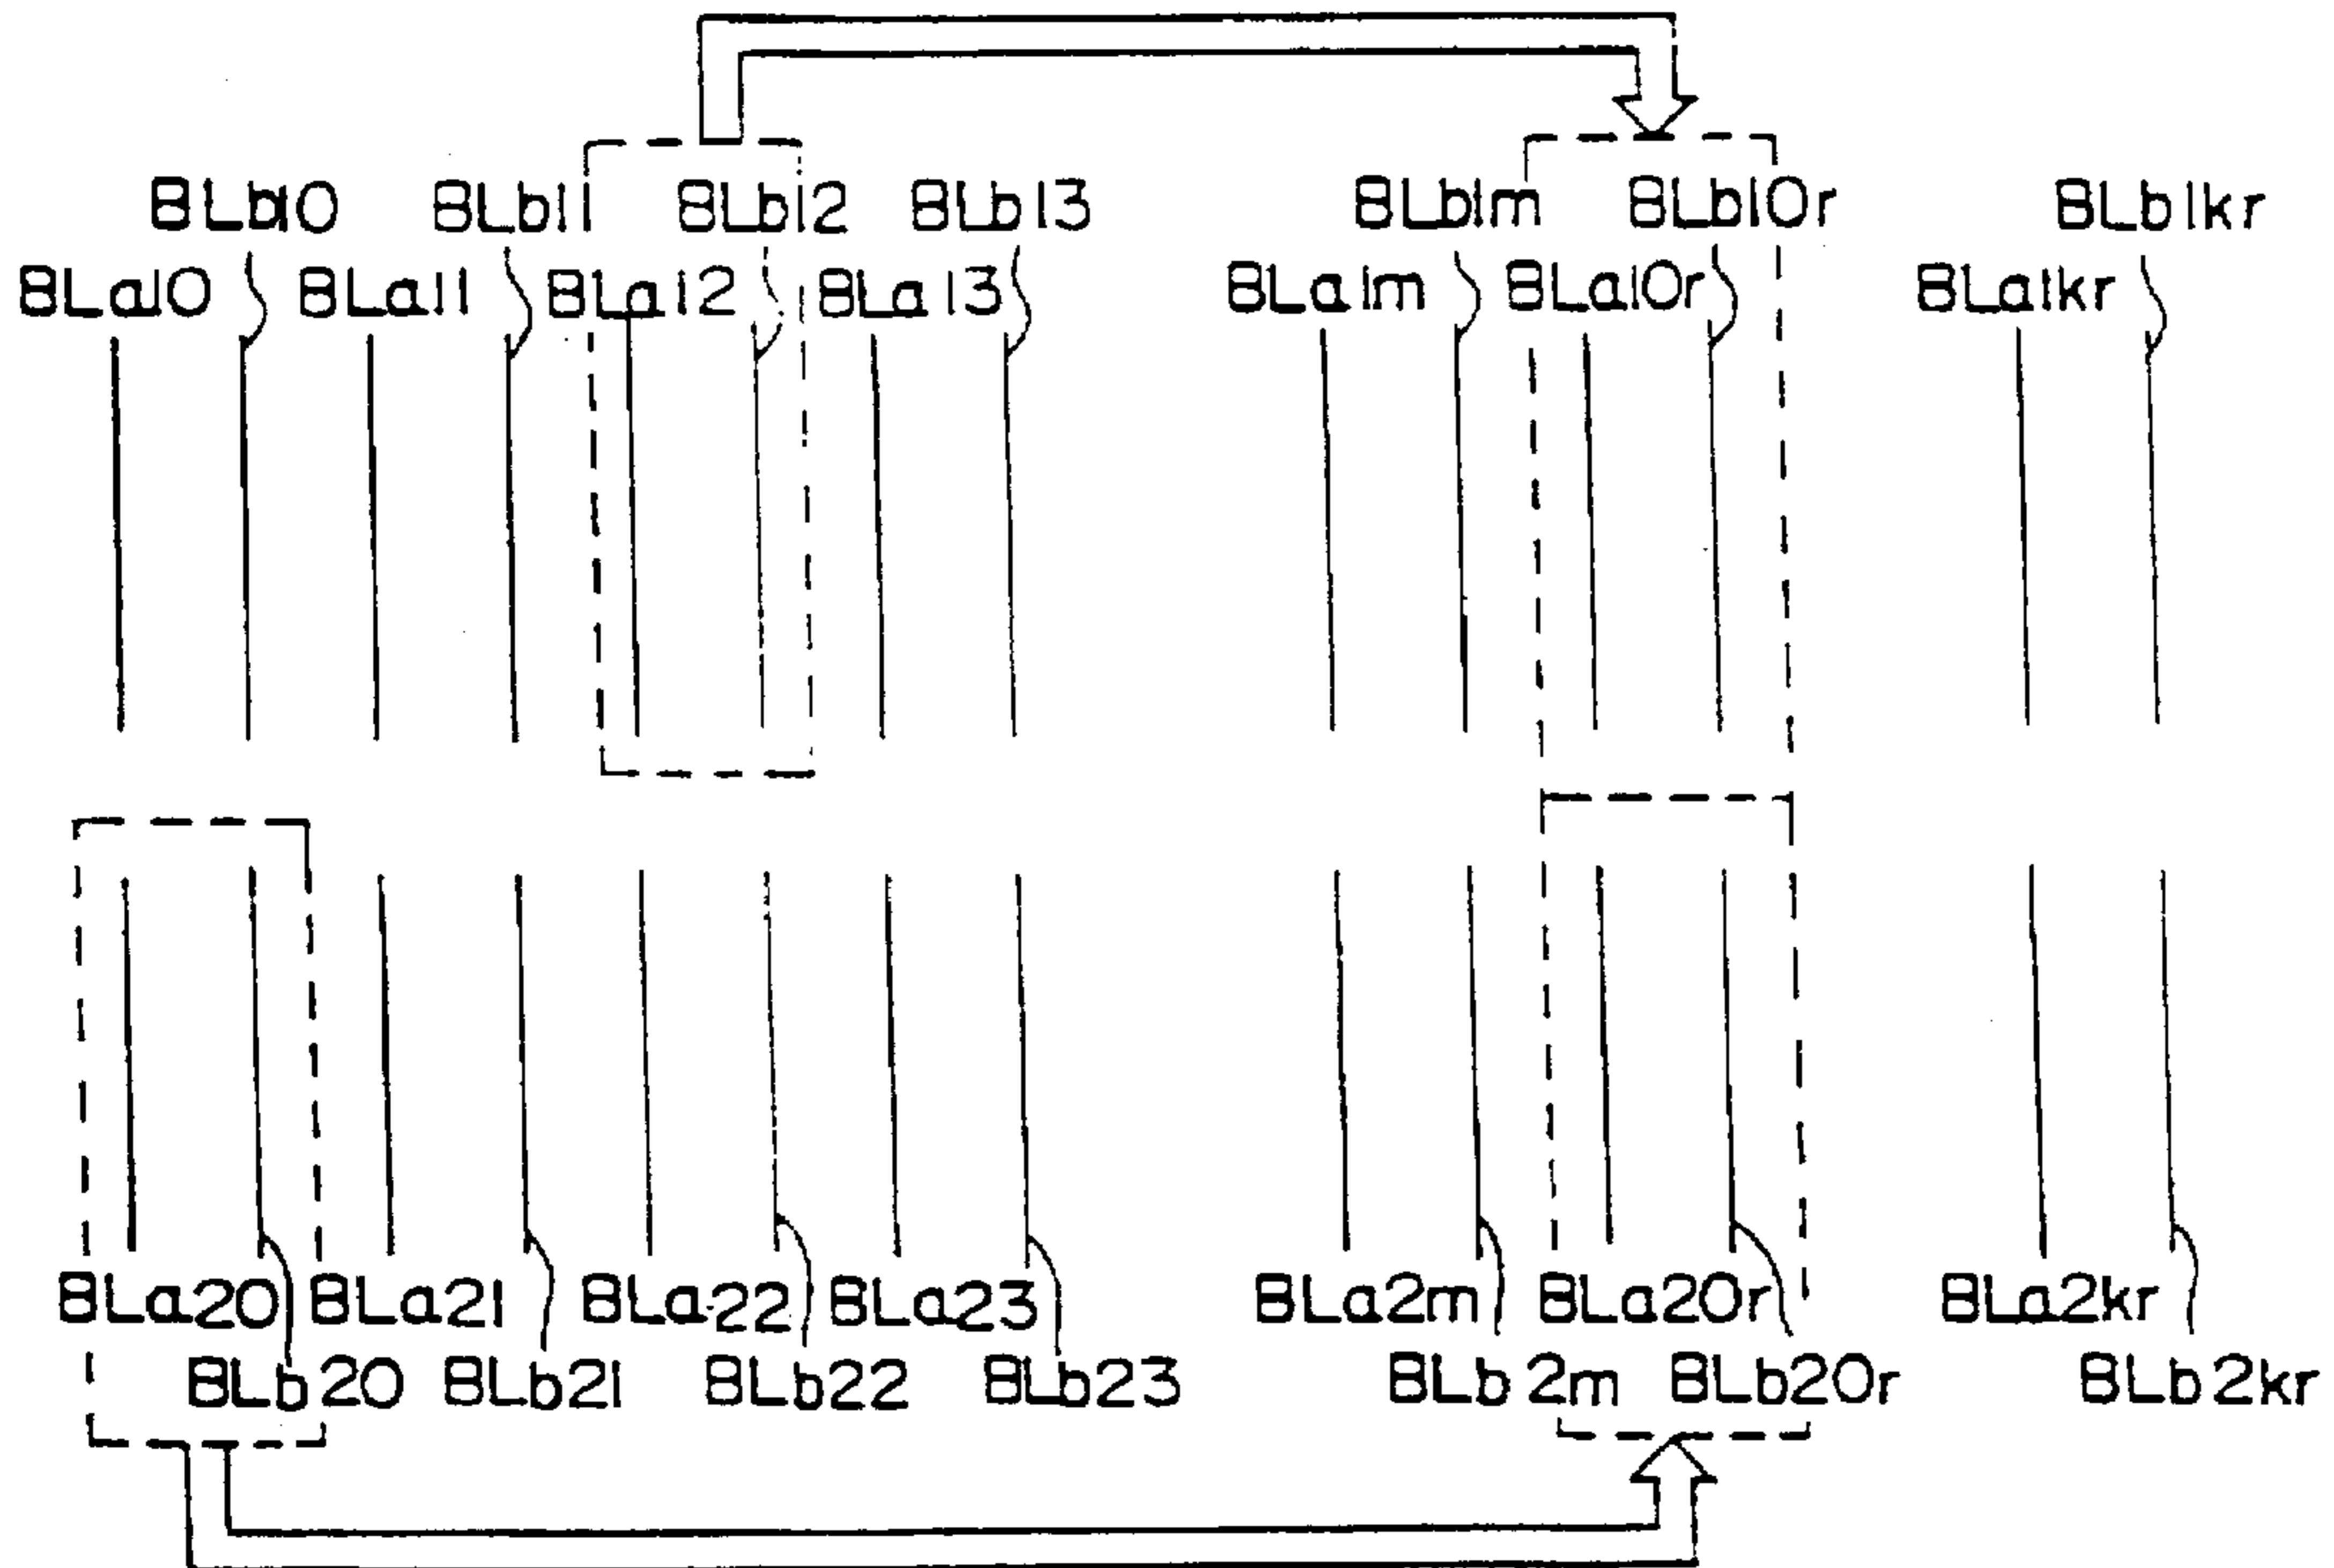 BLb10 BLb11 BLb12 BLb13 BLb1m BLb10r BLb1kr
BLa10 BLa11 BLa12 BLa13 BLa1m BLa10r BLa1kr
BLa20 BLa21 BLa22 BLa23 BLa2m BLa20r BLa2kr
BLb20 BLb21 BLb22 BLb23 BLb2m BLb20r BLb2kr